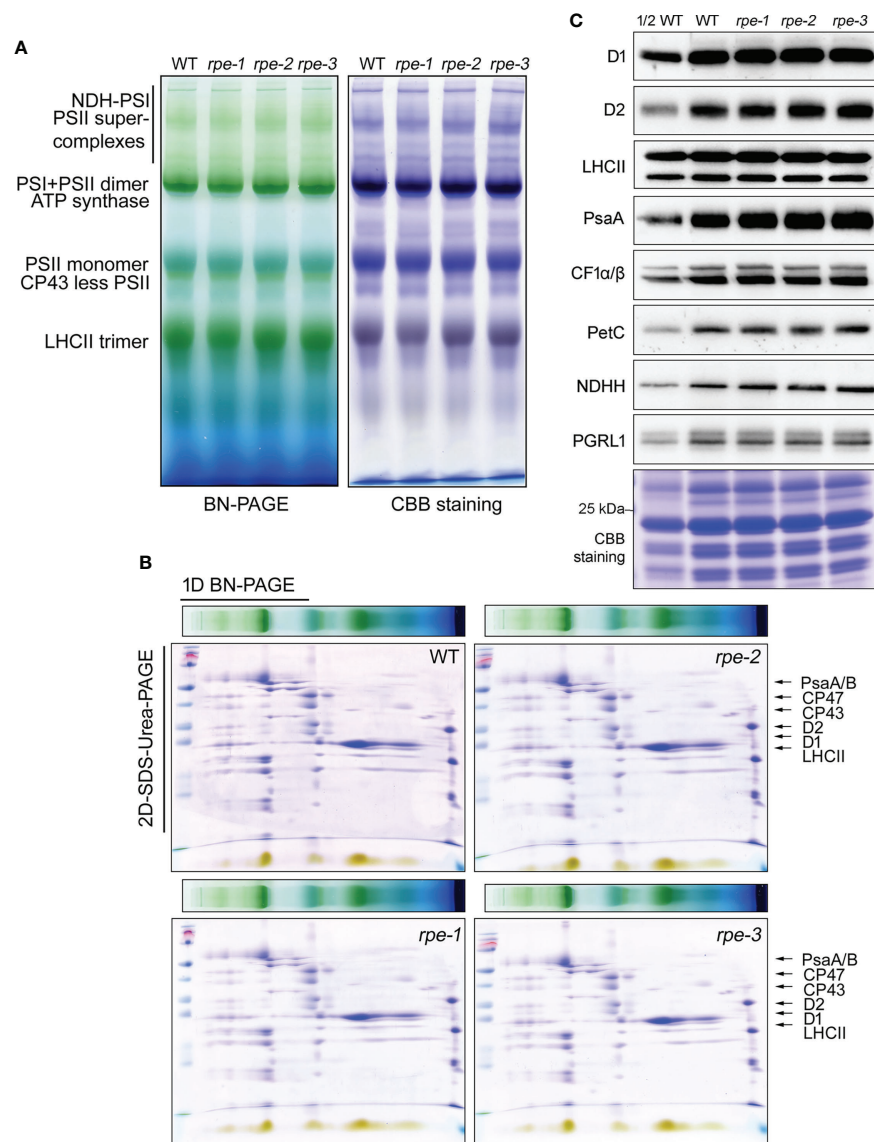 A
WT rpe-1 rpe-2 rpe-3 WT rpe-1 rpe-2 rpe-3
NDH-PSI
PSII super-
complexes
PSI+PSII dimer
ATP synthase
PSII monomer
CP43 less PSII
LHCII trimer
BN-PAGE CBB staining
C
1/2 WT WT rpe-1 rpe-2 rpe-3
D1
D2
LHCII
PsaA
CF1α/β
PetC
NDHH
PGRL1
25 kDa
CBB
staining
B
1D BN-PAGE
2D-SDS-Urea-PAGE
WT
rpe-2
PsaA/B
CP47
CP43
D2
D1
LHCII
rpe-1
rpe-3
PsaA/B
CP47
CP43
D2
D1
LHCII